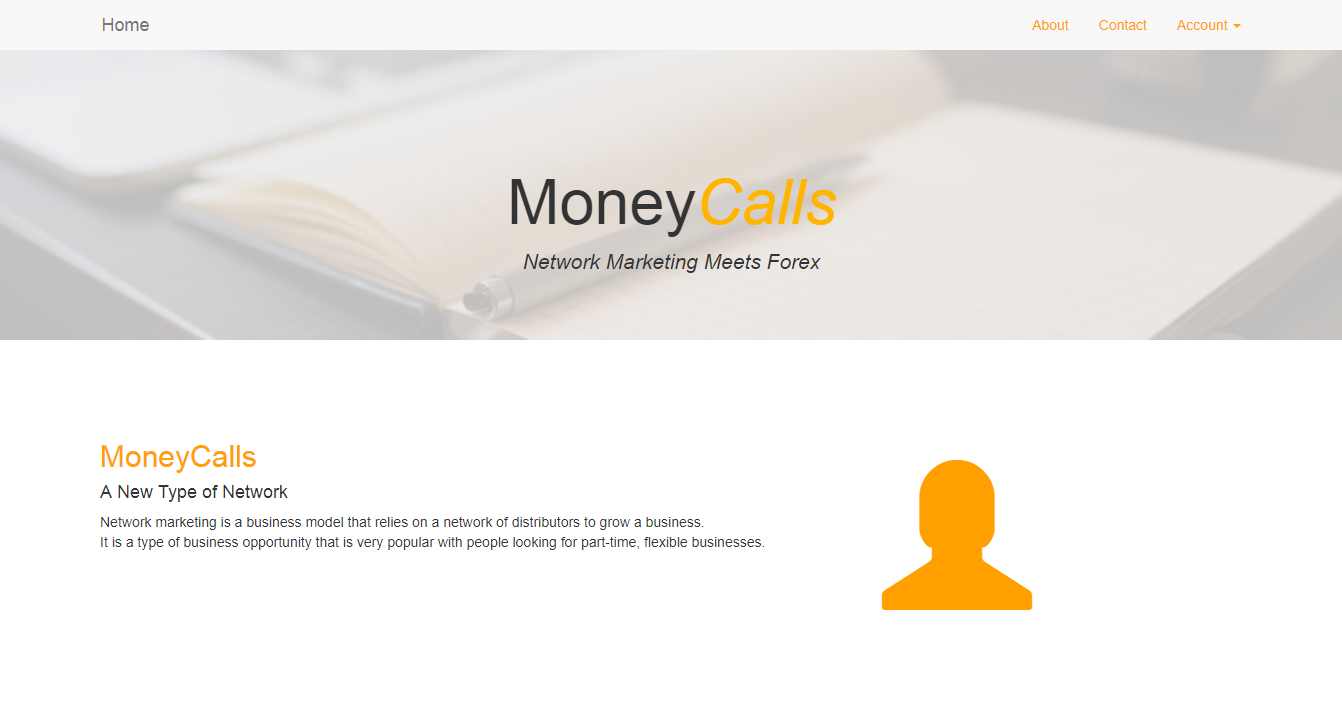 Home
About
Contact
Account
MoneyCalls
Network Marketing Meets Forex
MoneyCalls
A New Type of Network
Network marketing is a business model that relies on a network of distributors to grow a business.
It is a type of business opportunity that is very popular with people looking for part-time, flexible businesses.